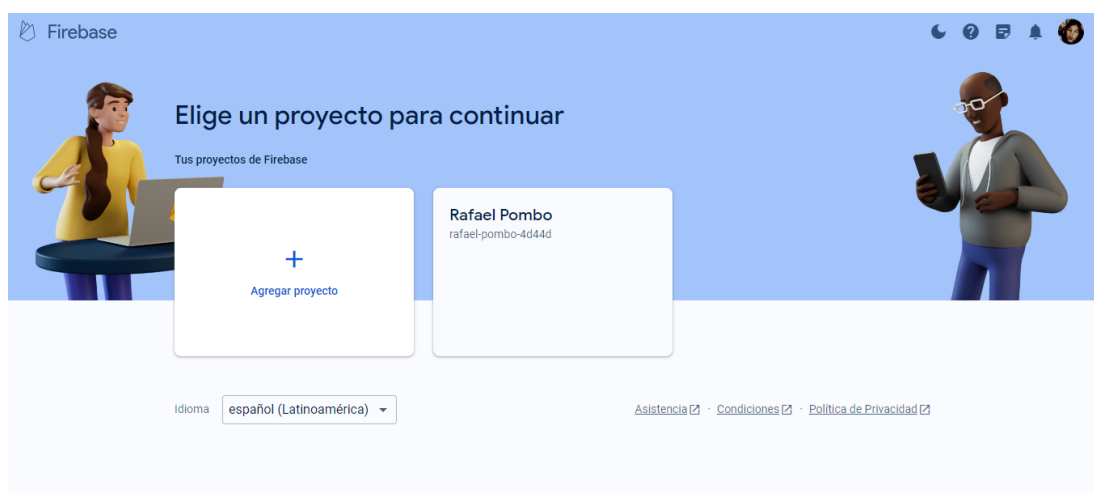 Firebase
Elige un proyecto para continuar
Tus proyectos de Firebase
Agregar proyecto
Rafael Pombo
rafael-pombo-4d44d
Idioma
español (Latinoamérica)
Asistencia · Condiciones · Política de Privacidad